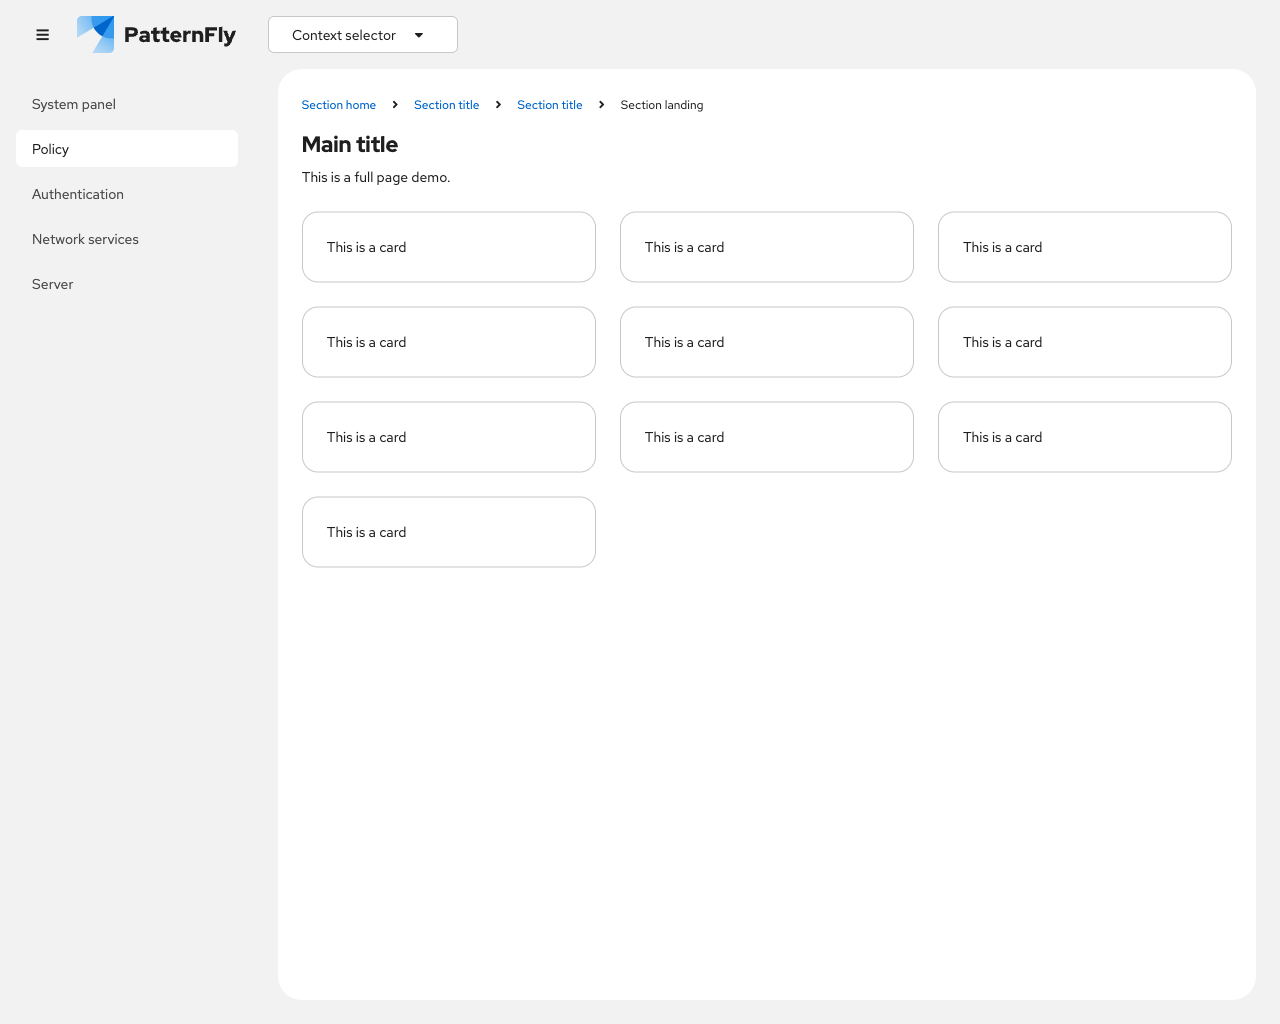 PatternFly
Context selector
System panel
Policy
Authentication
Network services
Server
Section home
Section title
Section title
Section landing
Main title
This is a full page demo.
This is a card
This is a card
This is a card
This is a card
This is a card
This is a card
This is a card
This is a card
This is a card
This is a card